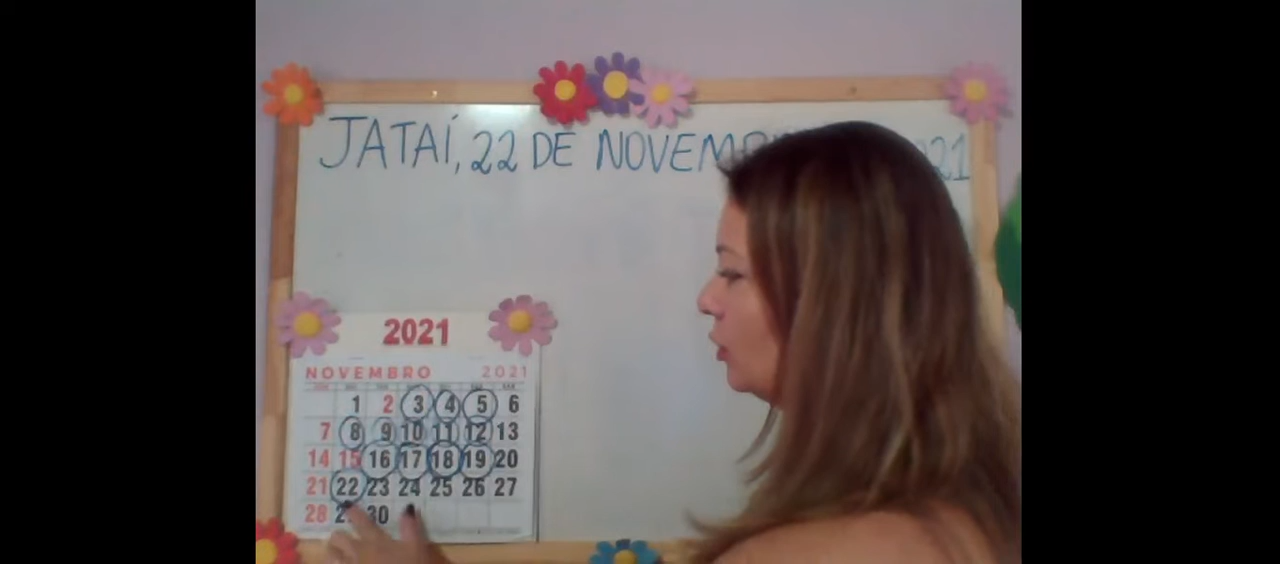 JATAÍ, 22 DE NOVEM 21
2021
NOVEMBRO 2021
1 2 3 4 5 6
7 8 9 10 11 12 13
14 15 16 17 18 19 20
21 22 23 24 25 26 27
28 30